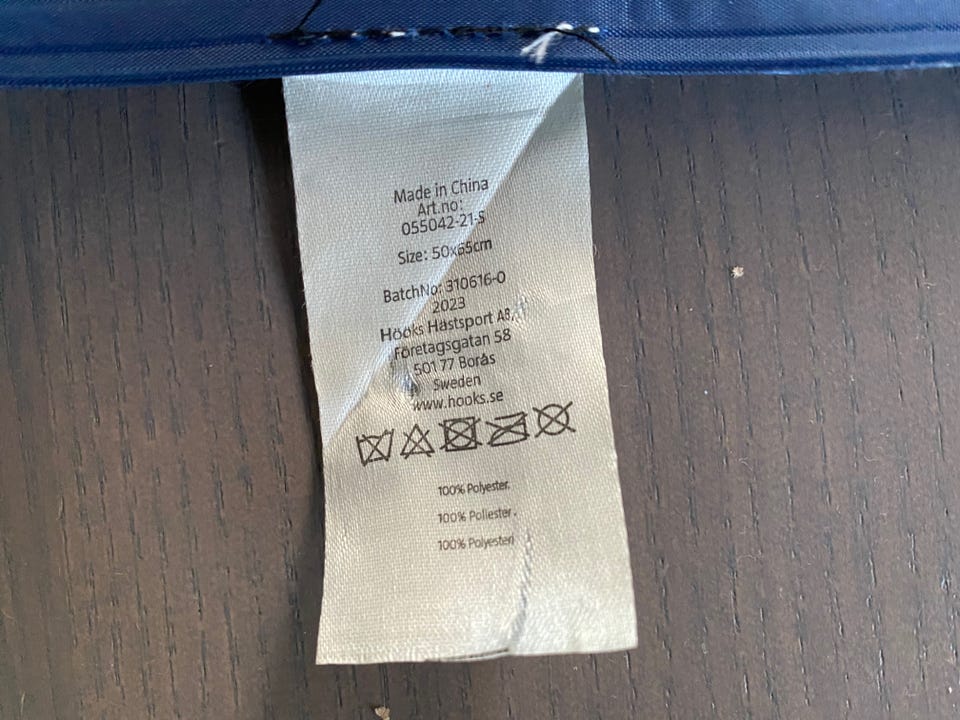 Made in China
Art.no:
055042-21-S
Size: 50x65cm
BatchNo: 310616-0
2023
Hööks Hästsport AB,
Företagsgatan 58
501 77 Borås
Sweden
www.hooks.se
100% Polyester.
100% Poliester.
100% Polyesteri